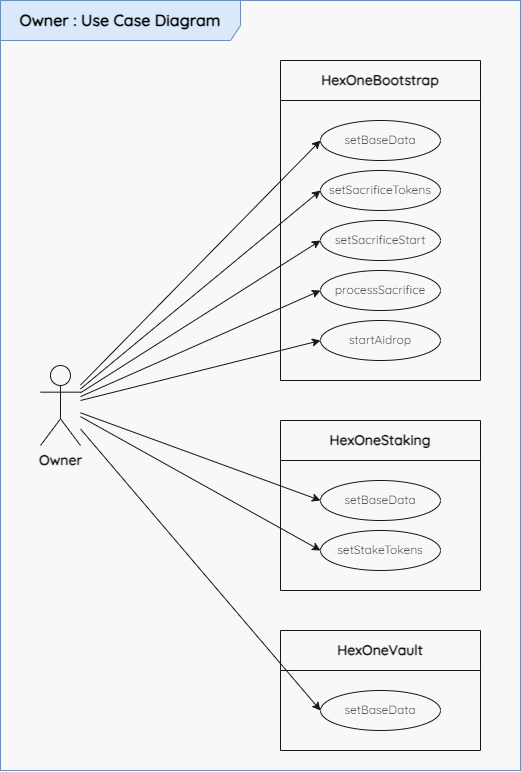 Owner : Use Case Diagram
HexOneBootstrap
setBaseData
setSacrificeTokens
setSacrificeStart
processSacrifice
startAidrop
Owner
HexOneStaking
setBaseData
setStakeTokens
HexOneVault
setBaseData